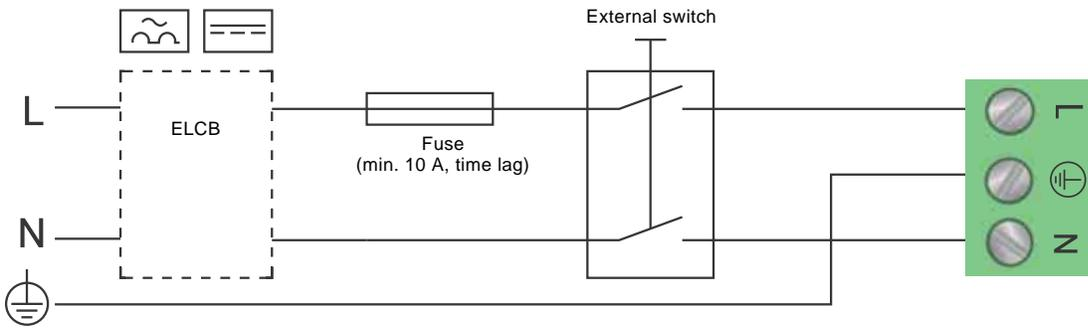 External switch
L
ELCB
Fuse
(min. 10 A, time lag)
L
N
N